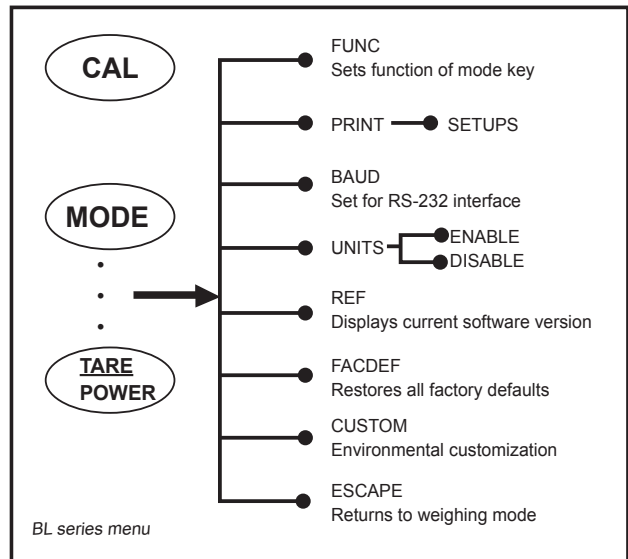 CAL
MODE
TARE
POWER
BL series menu
FUNC
Sets function of mode key
PRINT
SETUPS
BAUD
Set for RS-232 interface
UNITS
ENABLE
DISABLE
REF
Displays current software version
FACDEF
Restores all factory defaults
CUSTOM
Environmental customization
ESCAPE
Returns to weighing mode